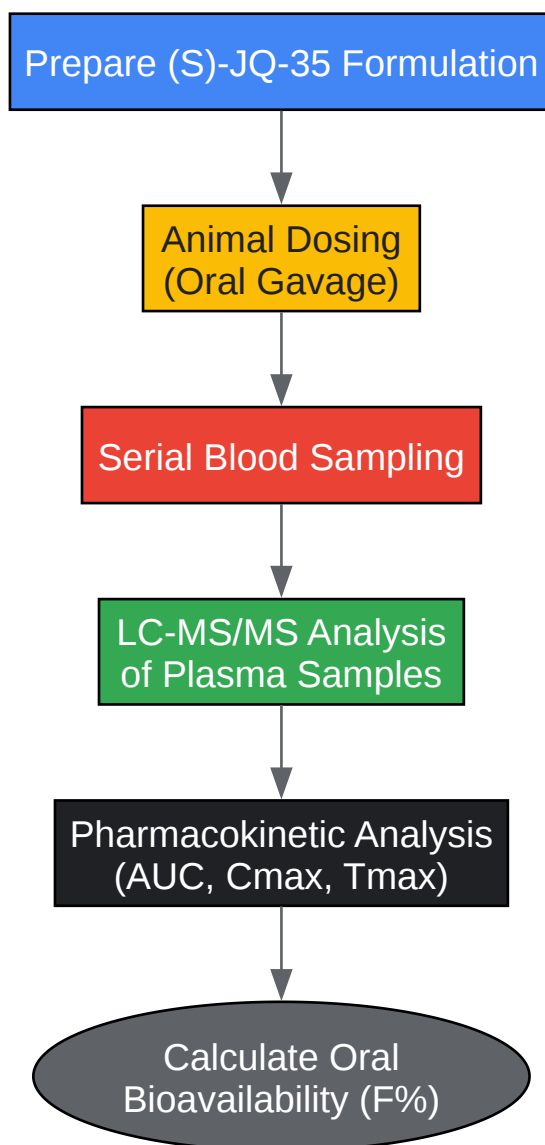 Prepare (S)-JQ-35 Formulation
Animal Dosing
(Oral Gavage)
Serial Blood Sampling
LC-MS/MS Analysis
of Plasma Samples
Pharmacokinetic Analysis
(AUC, Cmax, Tmax)
Calculate Oral
Bioavailability (F%)